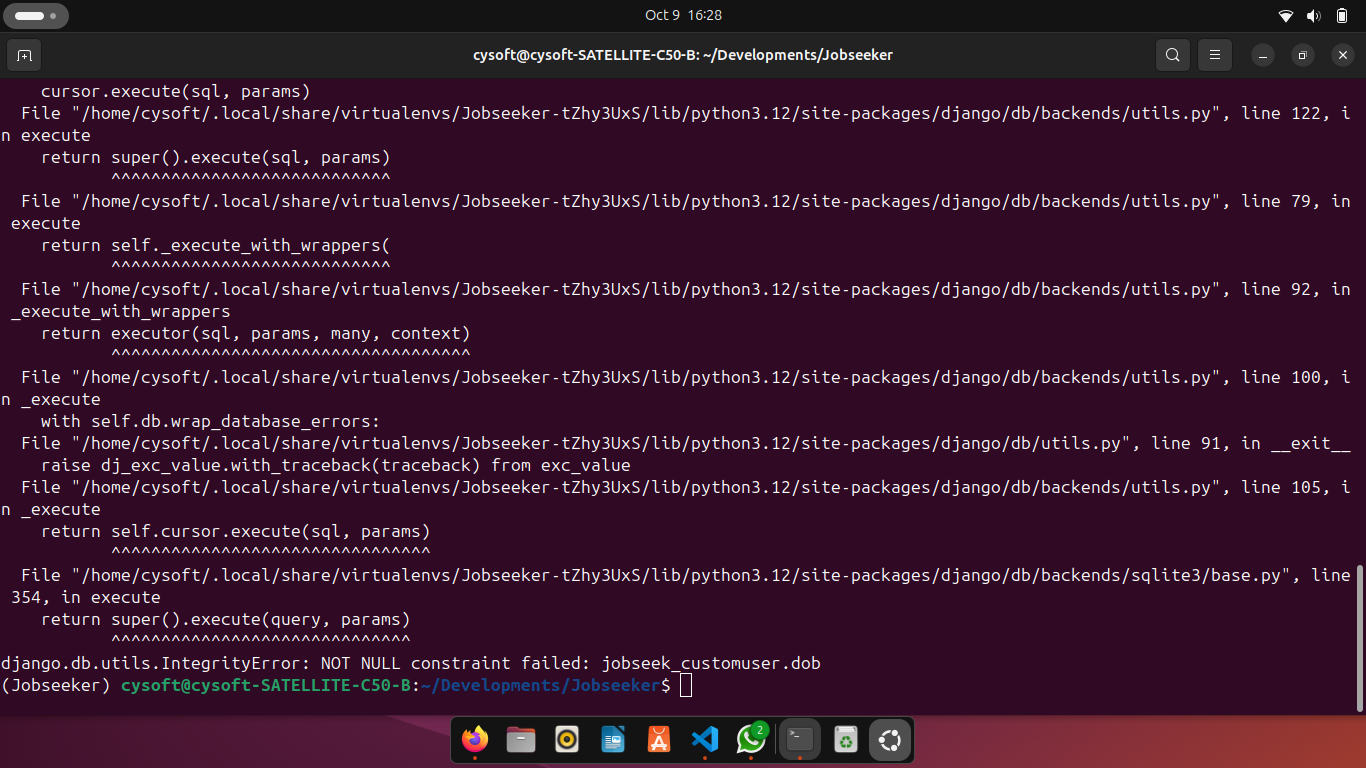 Oct 9 16:28
cysoft@cysoft-SATELLITE-C50-B: ~/Developments/Jobseeker
    cursor.execute(sql, params)
  File "/home/cysoft/.local/share/virtualenvs/Jobseeker-tZhy3UxS/lib/python3.12/site-packages/django/db/backends/utils.py", line 122, i
n execute
    return super().execute(sql, params)
           ^^^^^^^^^^^^^^^^^^^^^^^^^^^^
  File "/home/cysoft/.local/share/virtualenvs/Jobseeker-tZhy3UxS/lib/python3.12/site-packages/django/db/backends/utils.py", line 79, in
 execute
    return self._execute_with_wrappers(
           ^^^^^^^^^^^^^^^^^^^^^^^^^^^^
  File "/home/cysoft/.local/share/virtualenvs/Jobseeker-tZhy3UxS/lib/python3.12/site-packages/django/db/backends/utils.py", line 92, in
 _execute_with_wrappers
    return executor(sql, params, many, context)
           ^^^^^^^^^^^^^^^^^^^^^^^^^^^^^^^^^^^^
  File "/home/cysoft/.local/share/virtualenvs/Jobseeker-tZhy3UxS/lib/python3.12/site-packages/django/db/backends/utils.py", line 100, i
n _execute
    with self.db.wrap_database_errors:
  File "/home/cysoft/.local/share/virtualenvs/Jobseeker-tZhy3UxS/lib/python3.12/site-packages/django/db/utils.py", line 91, in __exit__
    raise dj_exc_value.with_traceback(traceback) from exc_value
  File "/home/cysoft/.local/share/virtualenvs/Jobseeker-tZhy3UxS/lib/python3.12/site-packages/django/db/backends/utils.py", line 105, i
n _execute
    return self.cursor.execute(sql, params)
           ^^^^^^^^^^^^^^^^^^^^^^^^^^^^^^^^
  File "/home/cysoft/.local/share/virtualenvs/Jobseeker-tZhy3UxS/lib/python3.12/site-packages/django/db/backends/sqlite3/base.py", line
 354, in execute
    return super().execute(query, params)
           ^^^^^^^^^^^^^^^^^^^^^^^^^^^^^^
django.db.utils.IntegrityError: NOT NULL constraint failed: jobseek_customuser.dob
(Jobseeker) cysoft@cysoft-SATELLITE-C50-B:~/Developments/Jobseeker$
2